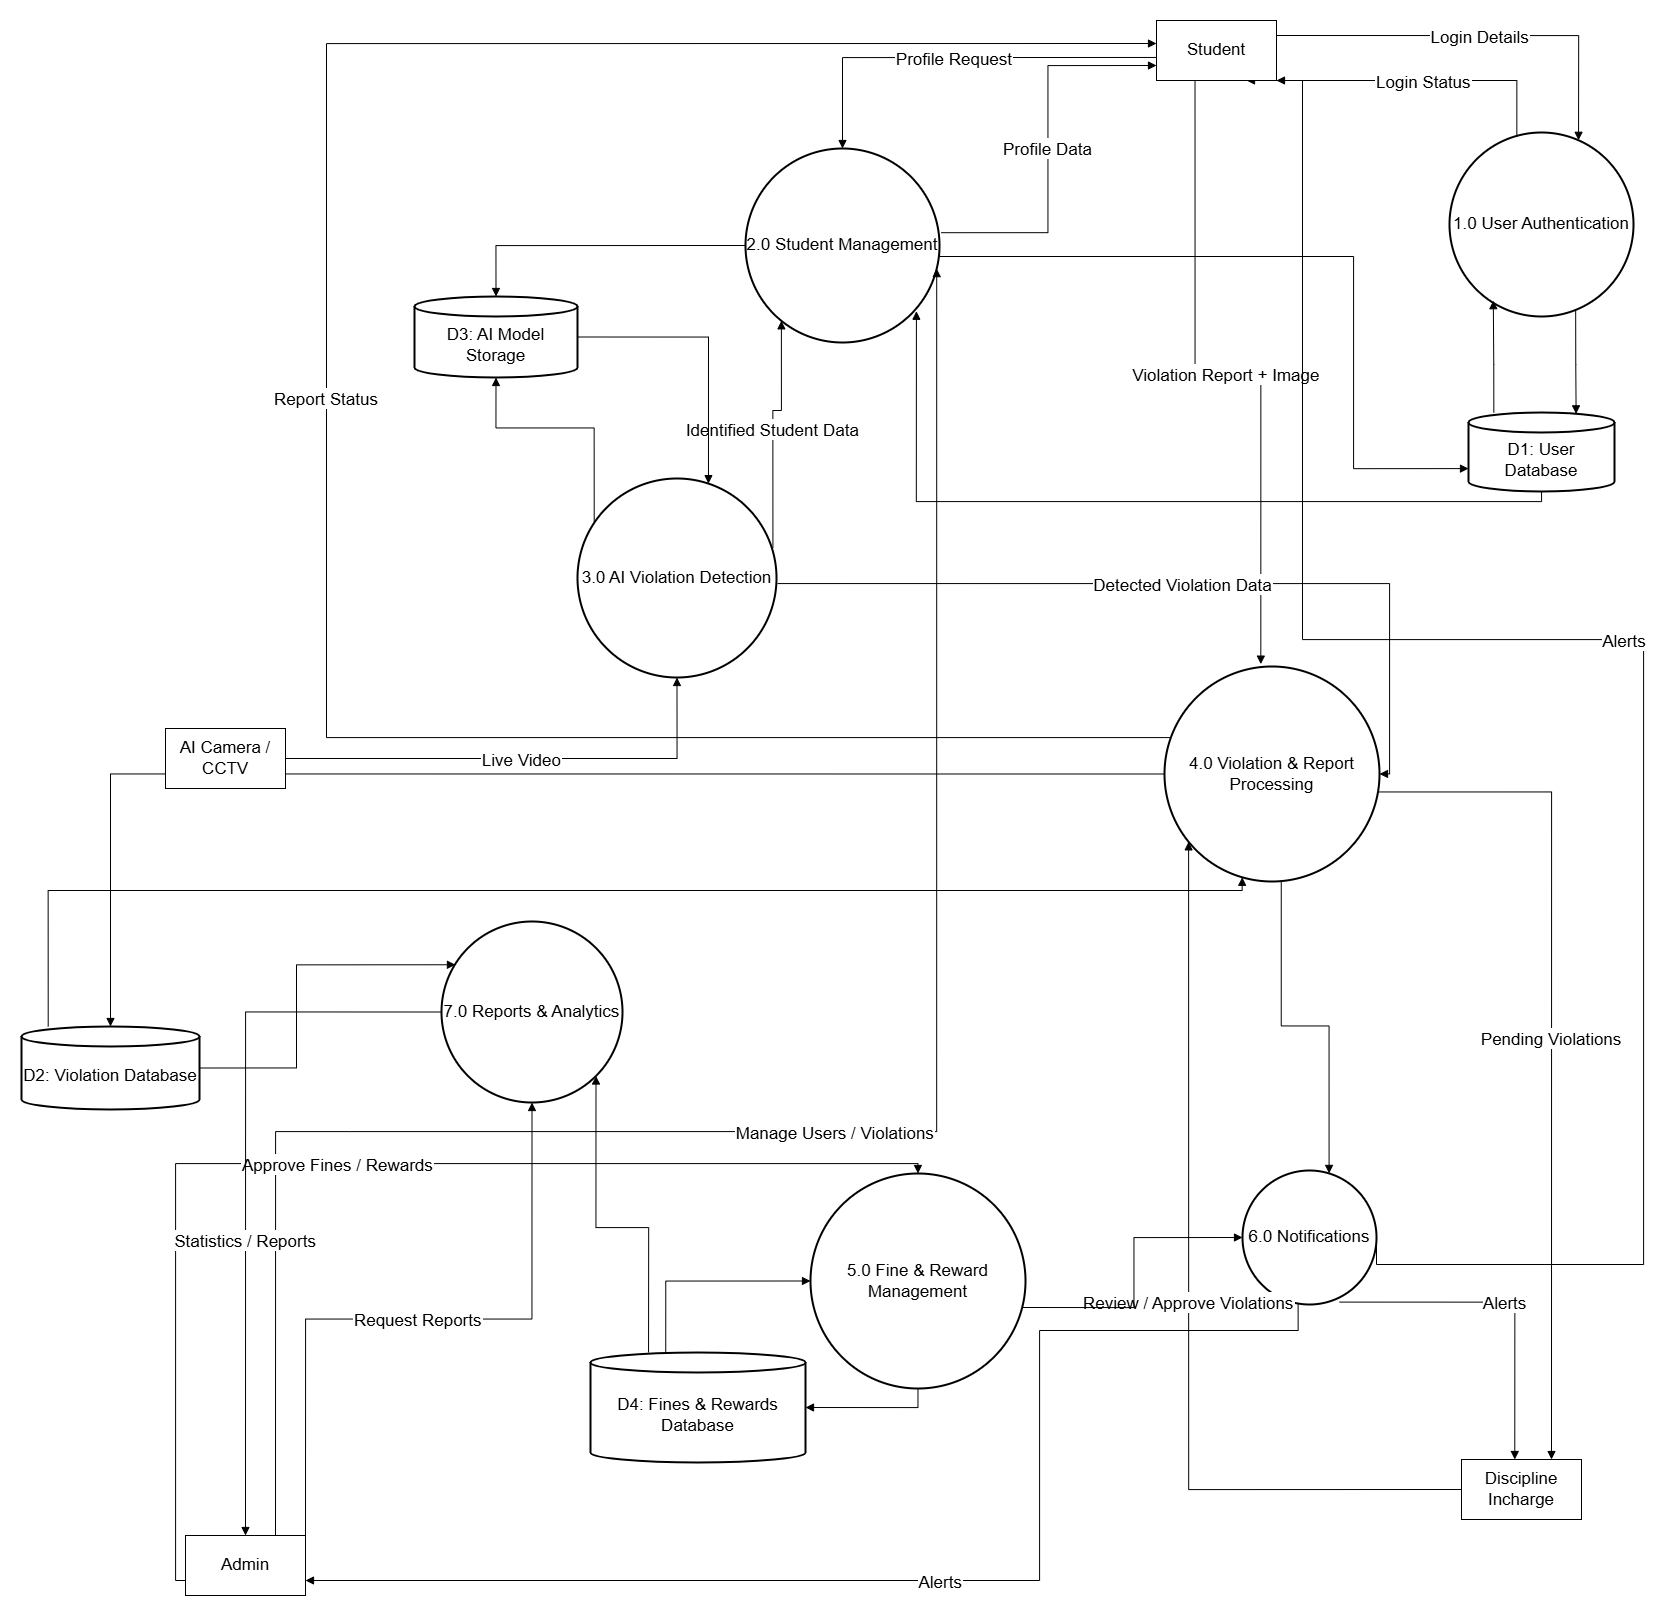 Student
Login Details
Profile Request
Login Status
Profile Data
1.0 User Authentication
2.0 Student Management
D3: AI Model
Storage
Violation Report + Image
Report Status
Identified Student Data
D1: User
Database
3.0 AI Violation Detection
Detected Violation Data
Alerts
AI Camera /
CCTV
Live Video
4.0 Violation & Report
Processing
7.0 Reports & Analytics
Pending Violations
D2: Violation Database
Manage Users / Violations
Approve Fines / Rewards
Statistics / Reports
6.0 Notifications
5.0 Fine & Reward
Management
Review / Approve Violations
Alerts
Request Reports
D4: Fines & Rewards
Database
Discipline
Incharge
Admin
Alerts